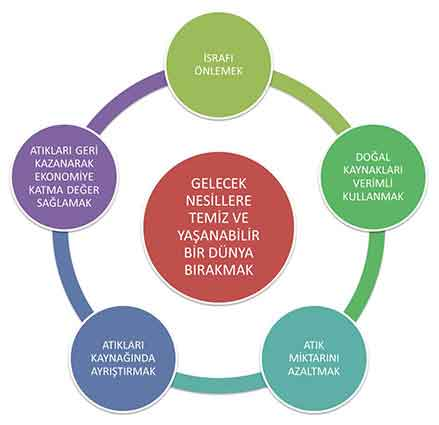 İSRAFI
ÖNLEMEK
DOĞAL
KAYNAKLARI
VERİMLİ
KULLANMAK
ATIK
MİKTARINI
AZALTMAK
ATIKLARI
KAYNAĞINDA
AYRIŞTIRMAK
ATIKLARI GERİ
KAZANARAK
EKONOMİYE
KATMA DEĞER
SAĞLAMAK
GELECEK
NESİLLERE
TEMİZ VE
YAŞANABİLİR
BİR DÜNYA
BIRAKMAK